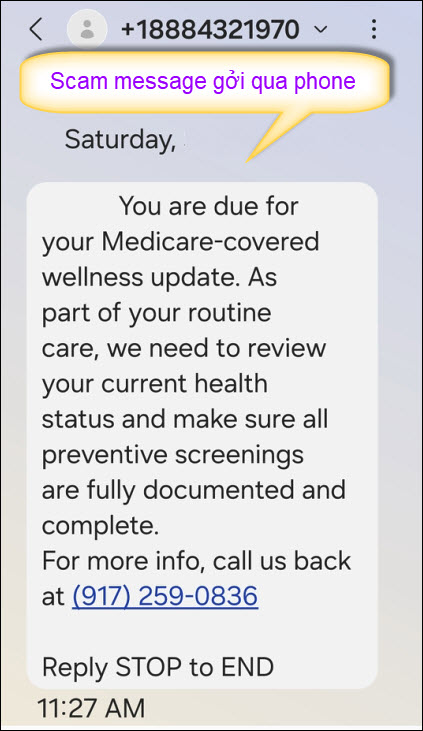 +18884321970
Scam message gởi qua phone
Saturday,
You are due for
your Medicare-covered
wellness update. As
part of your routine
care, we need to review
your current health
status and make sure all
preventive screenings
are fully documented and
complete.
For more info, call us back
at (917) 259-0836
Reply STOP to END
11:27 AM